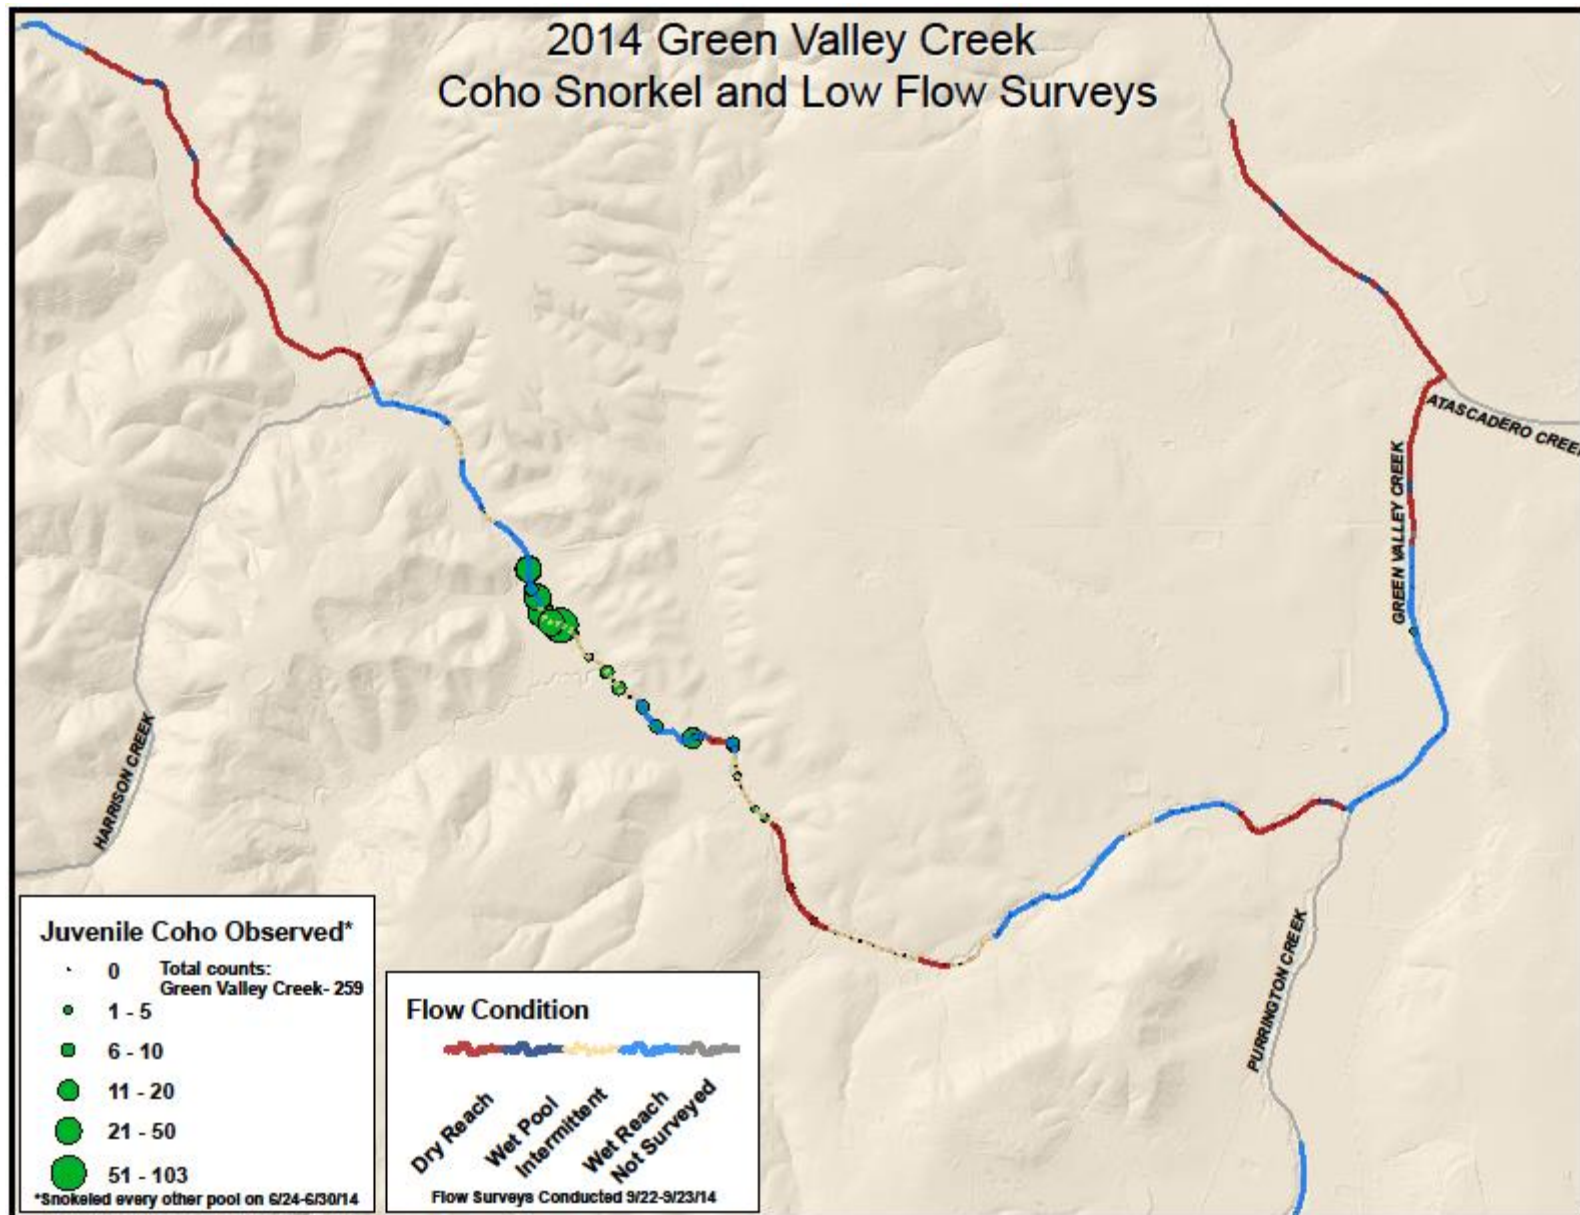 2014 Green Valley Creek
Coho Snorkel and Low Flow Surveys
ATASCADERO CREEK
GREEN VALLEY CREEK
HARRISON CREEK
PURRINGTON CREEK
Juvenile Coho Observed*
0
Total counts:
Green Valley Creek- 259
1 - 5
6 - 10
11 - 20
21 - 50
51 - 103
*Snokeled every other pool on 6/24-6/30/14
Flow Condition
Dry Reach
Wet Pool
Intermittent
Wet Reach
Not Surveyed
Flow Surveys Conducted 9/22-9/23/14